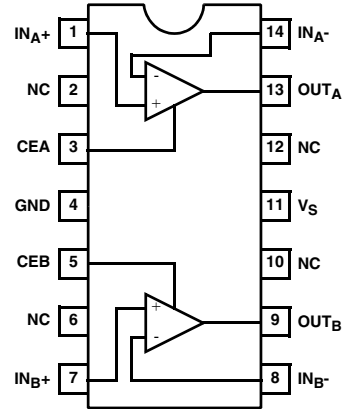 IN_A+ 1 14 IN_A-
NC 2 - 13 OUT_A
+
CEA 3 12 NC
GND 4 11 V_S
CEB 5 10 NC
NC 6 + 9 OUT_B
-
IN_B+ 7 8 IN_B-